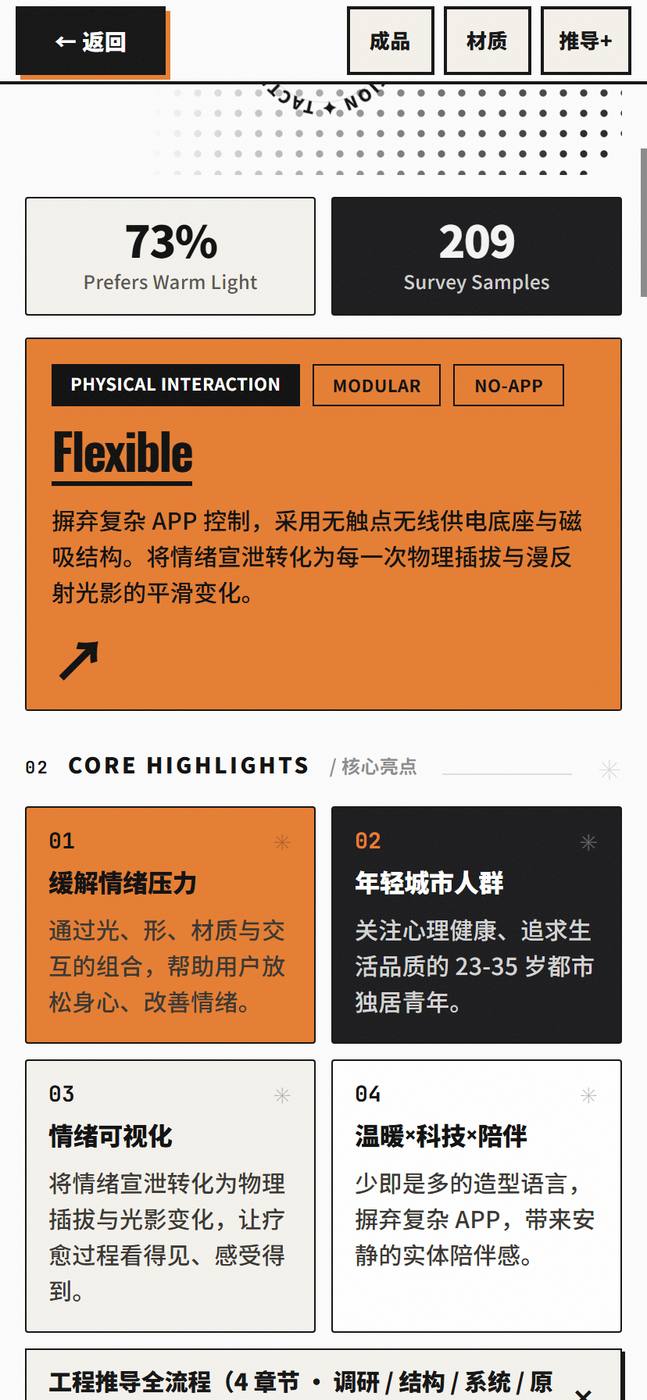 ← 返回
成品
材质
推导+
ION ✦ TACT
73%
Prefers Warm Light
209
Survey Samples
PHYSICAL INTERACTION
MODULAR
NO-APP
Flexible
摒弃复杂 APP 控制，采用无触点无线供电底座与磁
吸结构。将情绪宣泄转化为每一次物理插拔与漫反
射光影的平滑变化。
↗
02 CORE HIGHLIGHTS / 核心亮点
01
缓解情绪压力
通过光、形、材质与交
互的组合，帮助用户放
松身心、改善情绪。
02
年轻城市人群
关注心理健康、追求生
活品质的 23-35 岁都市
独居青年。
03
情绪可视化
将情绪宣泄转化为物理
插拔与光影变化，让疗
愈过程看得见、感受得
到。
04
温暖×科技×陪伴
少即是多的造型语言，
摒弃复杂 APP，带来安
静的实体陪伴感。
工程推导全流程（4 章节 · 调研 / 结构 / 系统 / 原